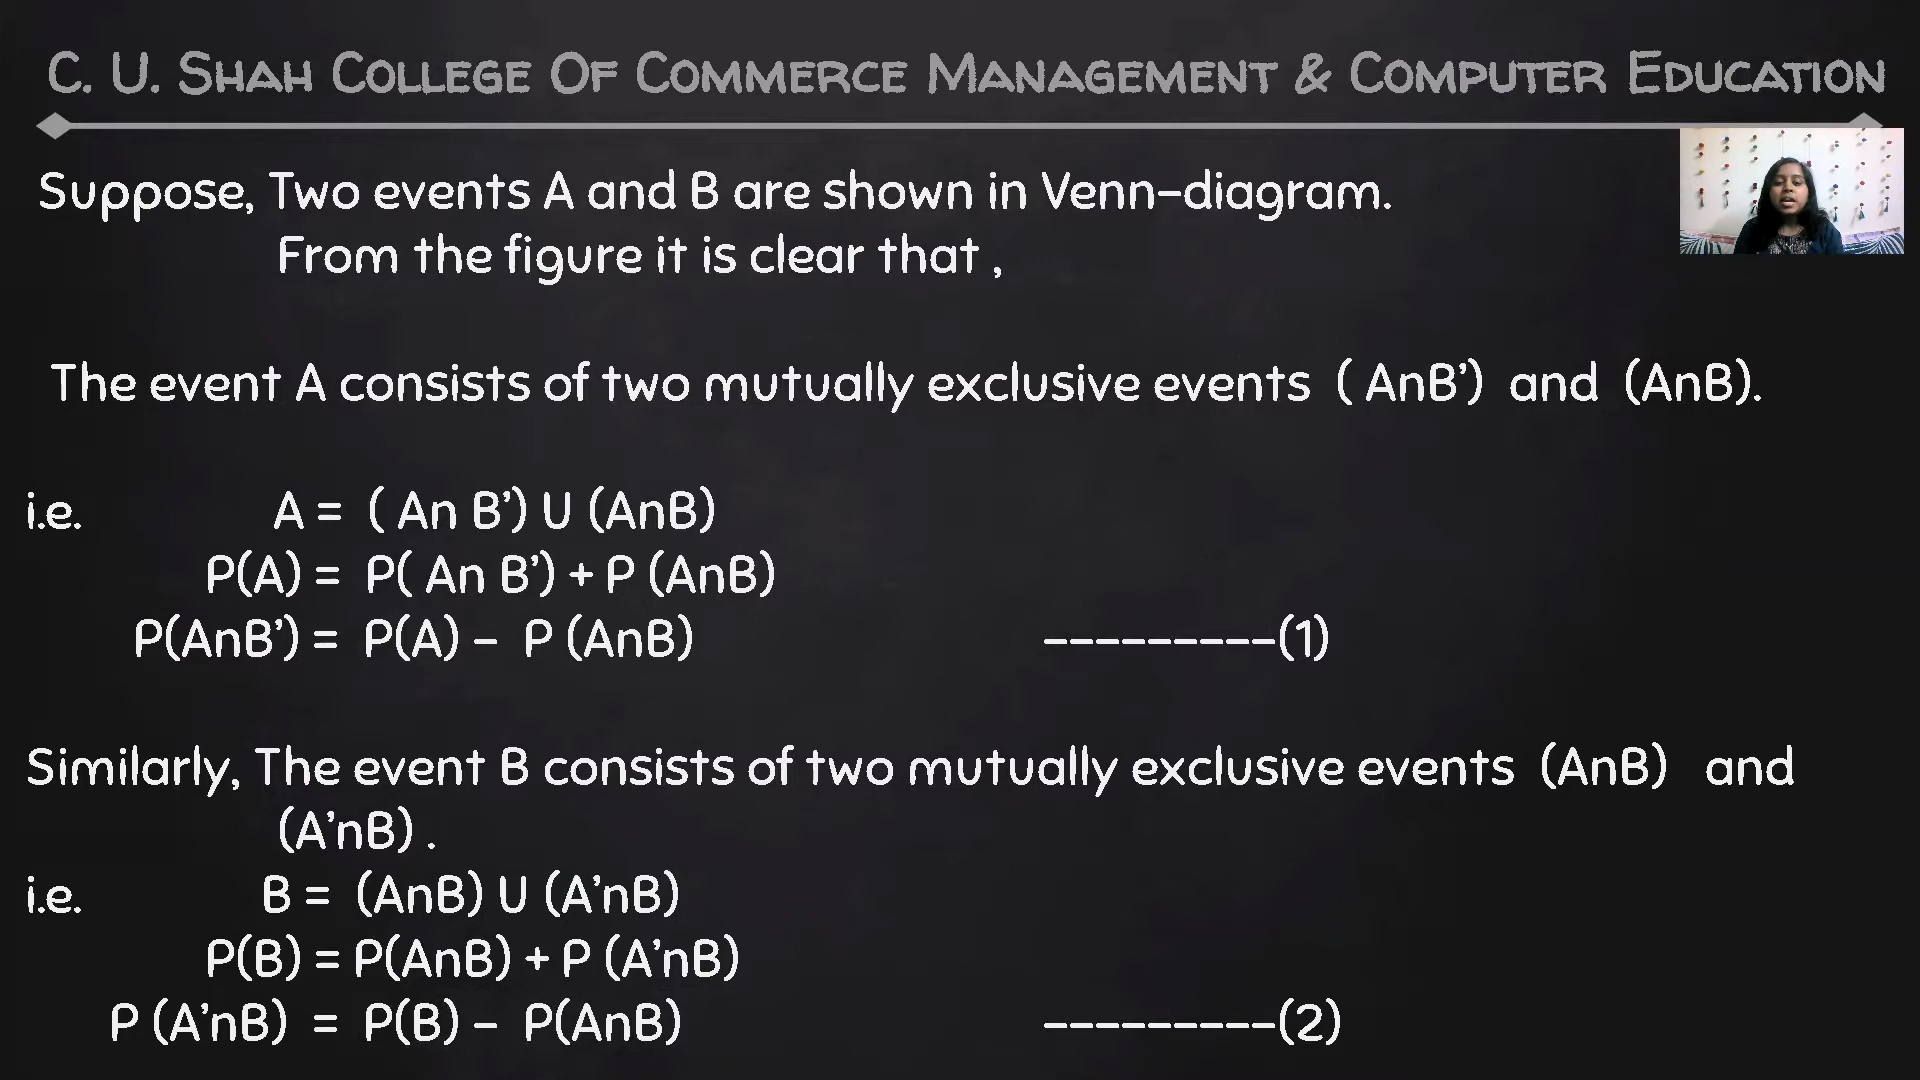 C. U. SHAH COLLEGE OF COMMERCE MANAGEMENT & COMPUTER EDUCATION
Suppose, Two events A and B are shown in Venn-diagram.
From the figure it is clear that ,
The event A consists of two mutually exclusive events ( AnB’) and (AnB).
i.e. A = ( An B’) U (AnB)
P(A) = P( An B’) + P (AnB)
P(AnB’) = P(A) - P (AnB) ---------(1)
Similarly, The event B consists of two mutually exclusive events (AnB) and
(A’nB) .
i.e. B = (AnB) U (A’nB)
P(B) = P(AnB) + P (A’nB)
P (A’nB) = P(B) - P(AnB) ---------(2)